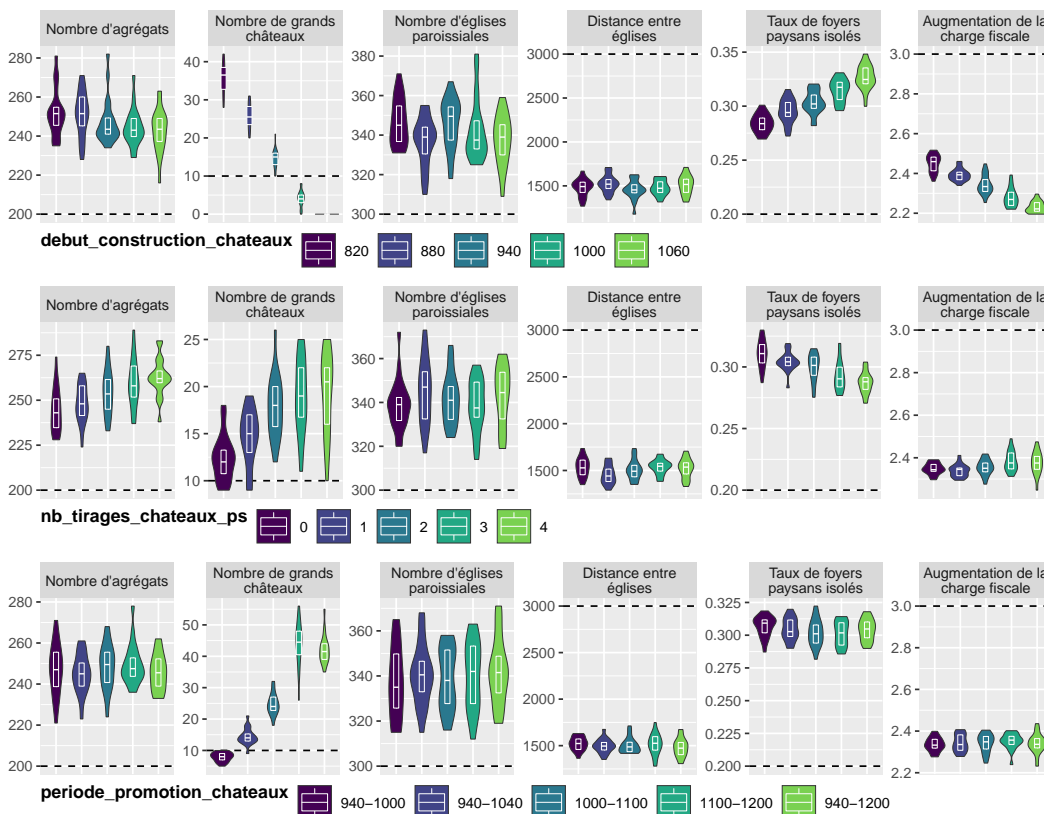 Nombre d'agrégats
Nombre de grands
châteaux
Nombre d'églises
paroissiales
Distance entre
églises
Taux de foyers
paysans isolés
Augmentation de la
charge fiscale
280
260
240
220
200
40
30
20
10
0
380
360
340
320
300
3000
2500
2000
1500
0.35
0.30
0.25
0.20
3.0
2.8
2.6
2.4
2.2
debut_construction_chateaux
820
880
940
1000
1060
Nombre d'agrégats
Nombre de grands
châteaux
Nombre d'églises
paroissiales
Distance entre
églises
Taux de foyers
paysans isolés
Augmentation de la
charge fiscale
275
250
225
200
25
20
15
10
360
340
320
300
3000
2500
2000
1500
0.30
0.25
0.20
3.0
2.8
2.6
2.4
nb_tirages_chateaux_ps
0
1
2
3
4
Nombre d'agrégats
Nombre de grands
châteaux
Nombre d'églises
paroissiales
Distance entre
églises
Taux de foyers
paysans isolés
Augmentation de la
charge fiscale
280
260
240
220
200
50
40
30
20
10
360
340
320
300
3000
2500
2000
1500
0.325
0.300
0.275
0.250
0.225
0.200
3.0
2.8
2.6
2.4
2.2
periode_promotion_chateaux
940−1000
940−1040
1000−1100
1100−1200
940−1200